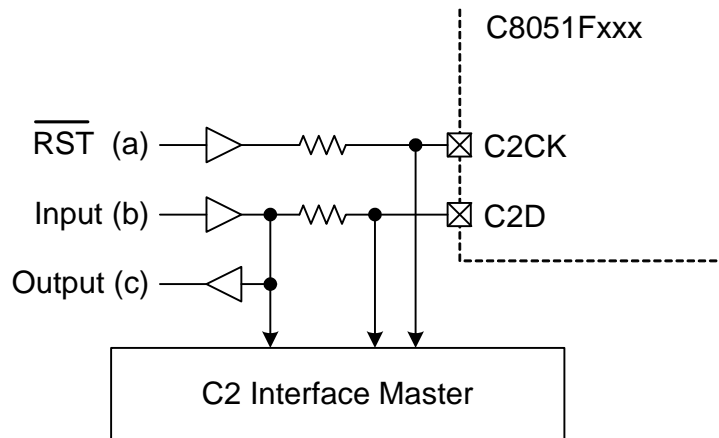 C8051Fxxx
RST (a)
C2CK
Input (b)
C2D
Output (c)
C2 Interface Master